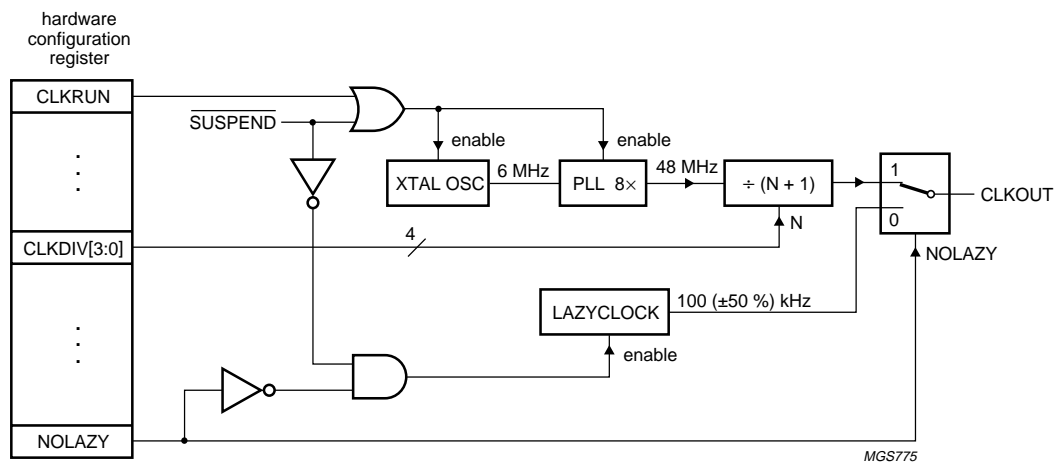 hardware
configuration
register
CLKRUN
SUSPEND
enable
enable
XTAL OSC
6 MHz
PLL 8×
48 MHz
÷ (N + 1)
1
0
CLKOUT
N
CLKDIV[3:0]
4
NOLAZY
LAZYCLOCK
100 (±50 %) kHz
enable
NOLAZY
MGS775